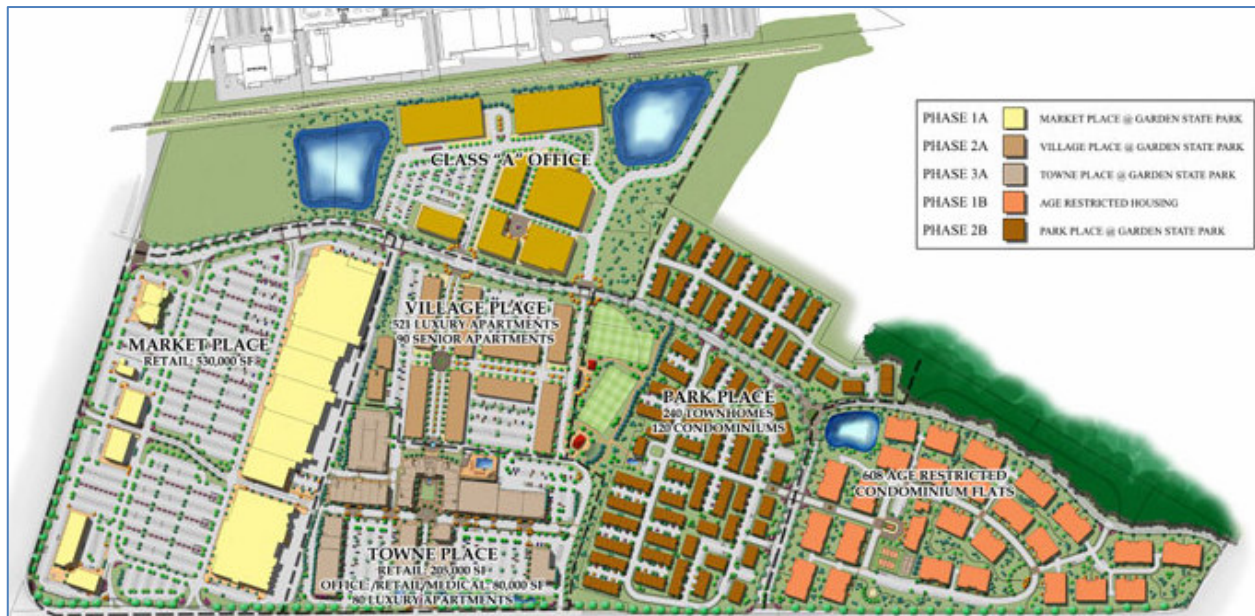 CLASS "A" OFFICE
VILLAGE PLACE
521 LUXURY APARTMENTS
90 SENIOR APARTMENTS
MARKET PLACE
RETAIL: 530,000 SF
PARK PLACE
240 TOWNHOMES
120 CONDOMINIUMS
608 AGE RESTRICTED
CONDOMINIUM FLATS
TOWNE PLACE
RETAIL: 205,000 SF
OFFICE /RETAIL/MEDICAL: 80,000 SF
80 LUXURY APARTMENTS
PHASE 1A MARKET PLACE @ GARDEN STATE PARK
PHASE 2A VILLAGE PLACE @ GARDEN STATE PARK
PHASE 3A TOWNE PLACE @ GARDEN STATE PARK
PHASE 1B AGE RESTRICTED HOUSING
PHASE 2B PARK PLACE @ GARDEN STATE PARK